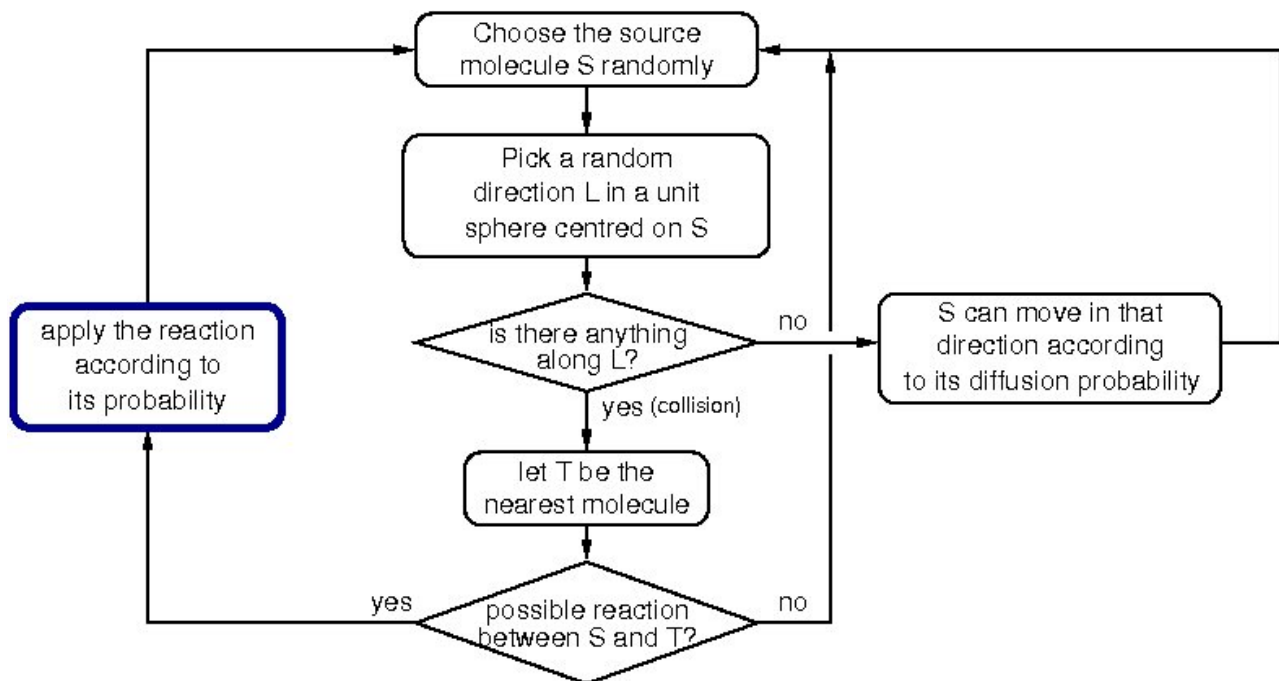 Choose the source
molecule S randomly
Pick a random
direction L in a unit
sphere centred on S
is there anything
along L?
no
S can move in that
direction according
to its diffusion probability
yes (collision)
apply the reaction
according to
its probability
let T be the
nearest molecule
yes
possible reaction
between S and T?
no